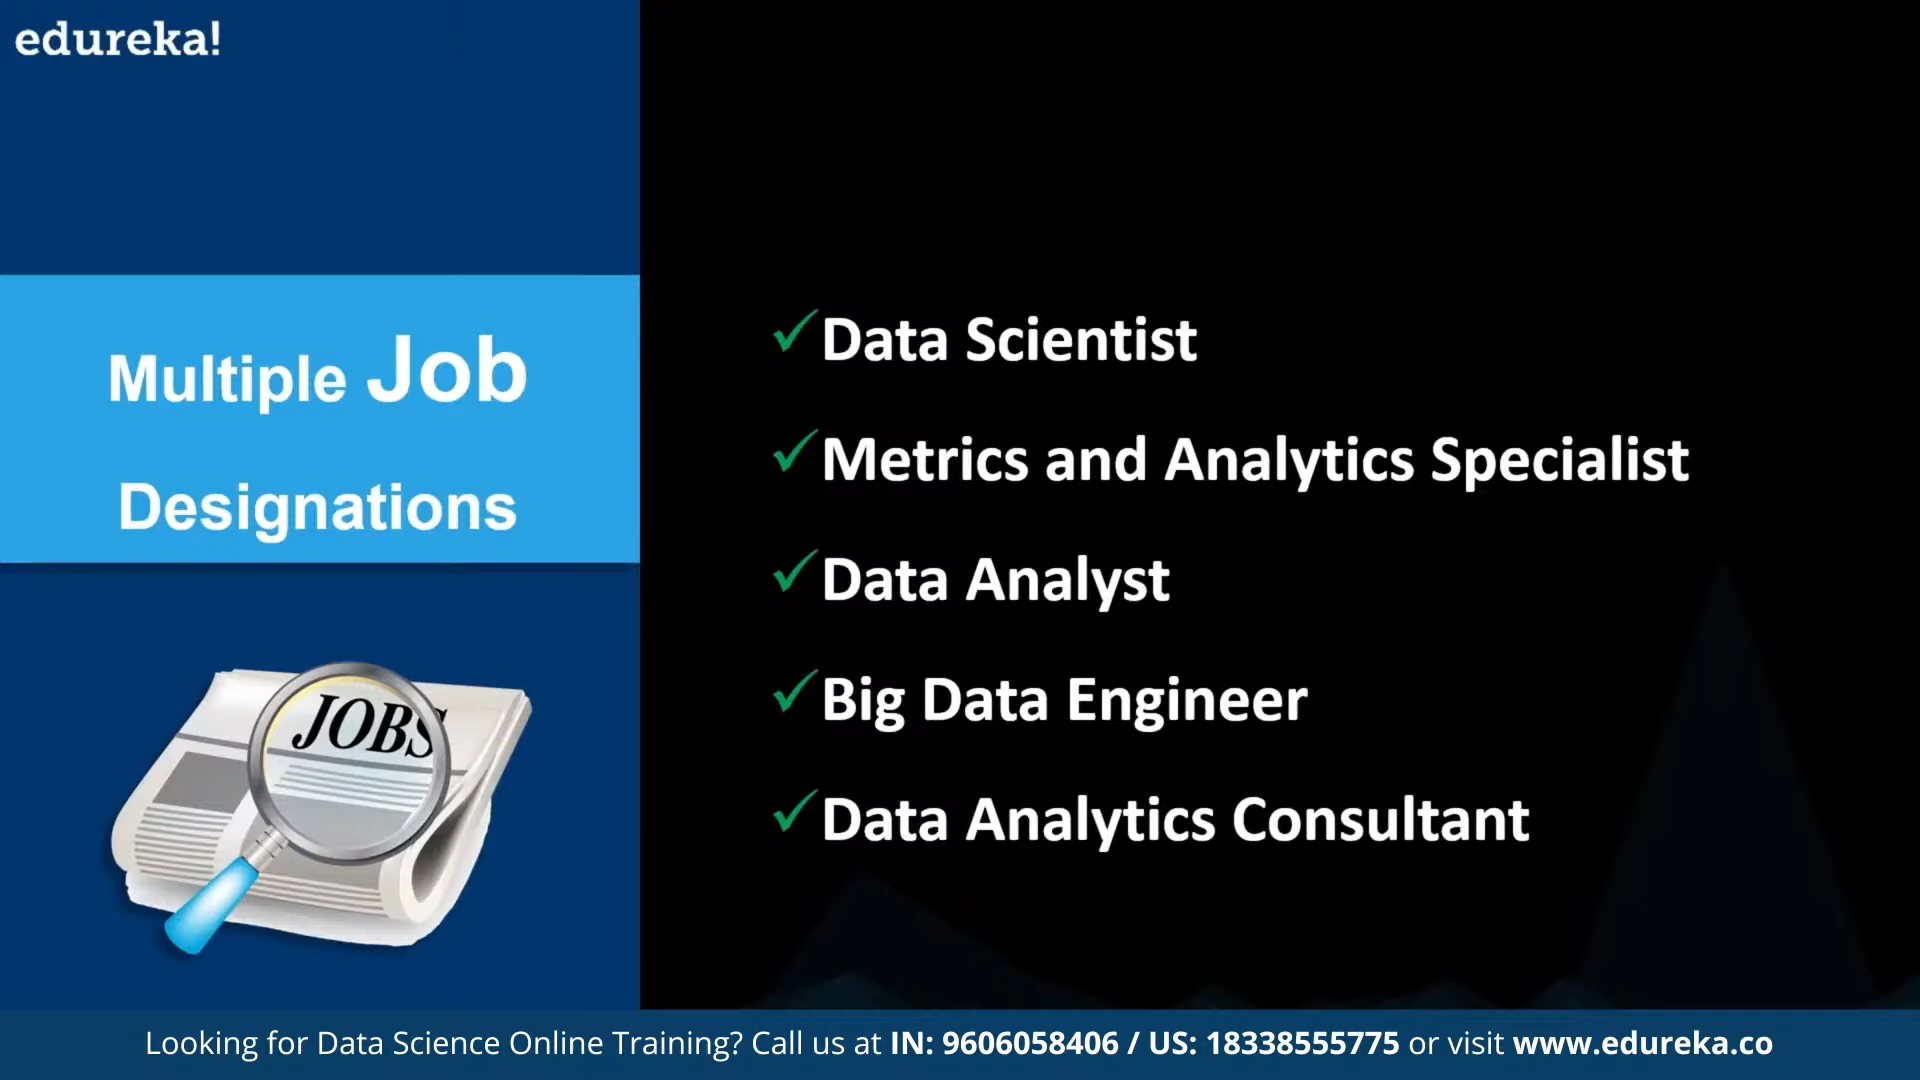 edureka!
Multiple Job
Designations
JOBS
Data Scientist
Metrics and Analytics Specialist
Data Analyst
Big Data Engineer
Data Analytics Consultant
Looking for Data Science Online Training? Call us at IN: 9606058406 / US: 18338555775 or visit www.edureka.co